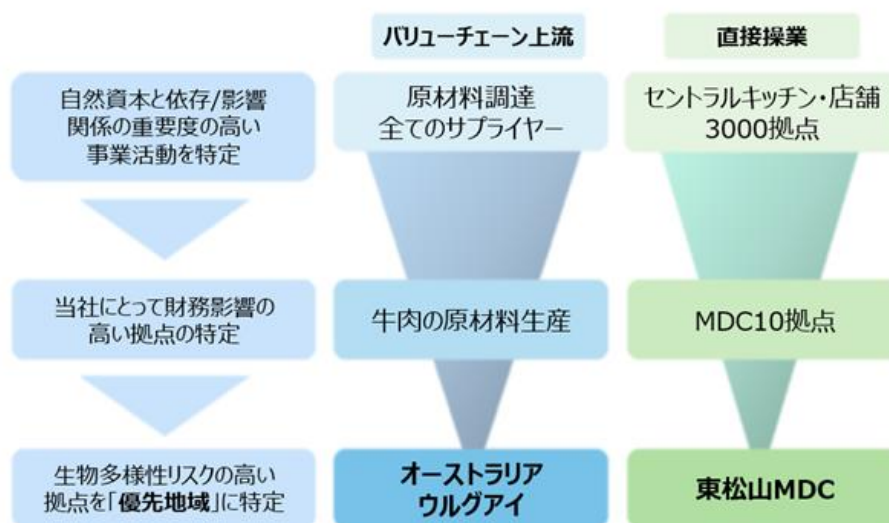 バリューチェーン上流
直接操業
自然資本と依存/影響
関係の重要度の高い
事業活動を特定
原材料調達
全てのサプライヤー
セントラルキッチン・店舗
3000拠点
当社にとって財務影響の
高い拠点の特定
牛肉の原材料生産
MDC10拠点
生物多様性リスクの高い
拠点を「優先地域」に特定
オーストラリア
ウルグアイ
東松山MDC